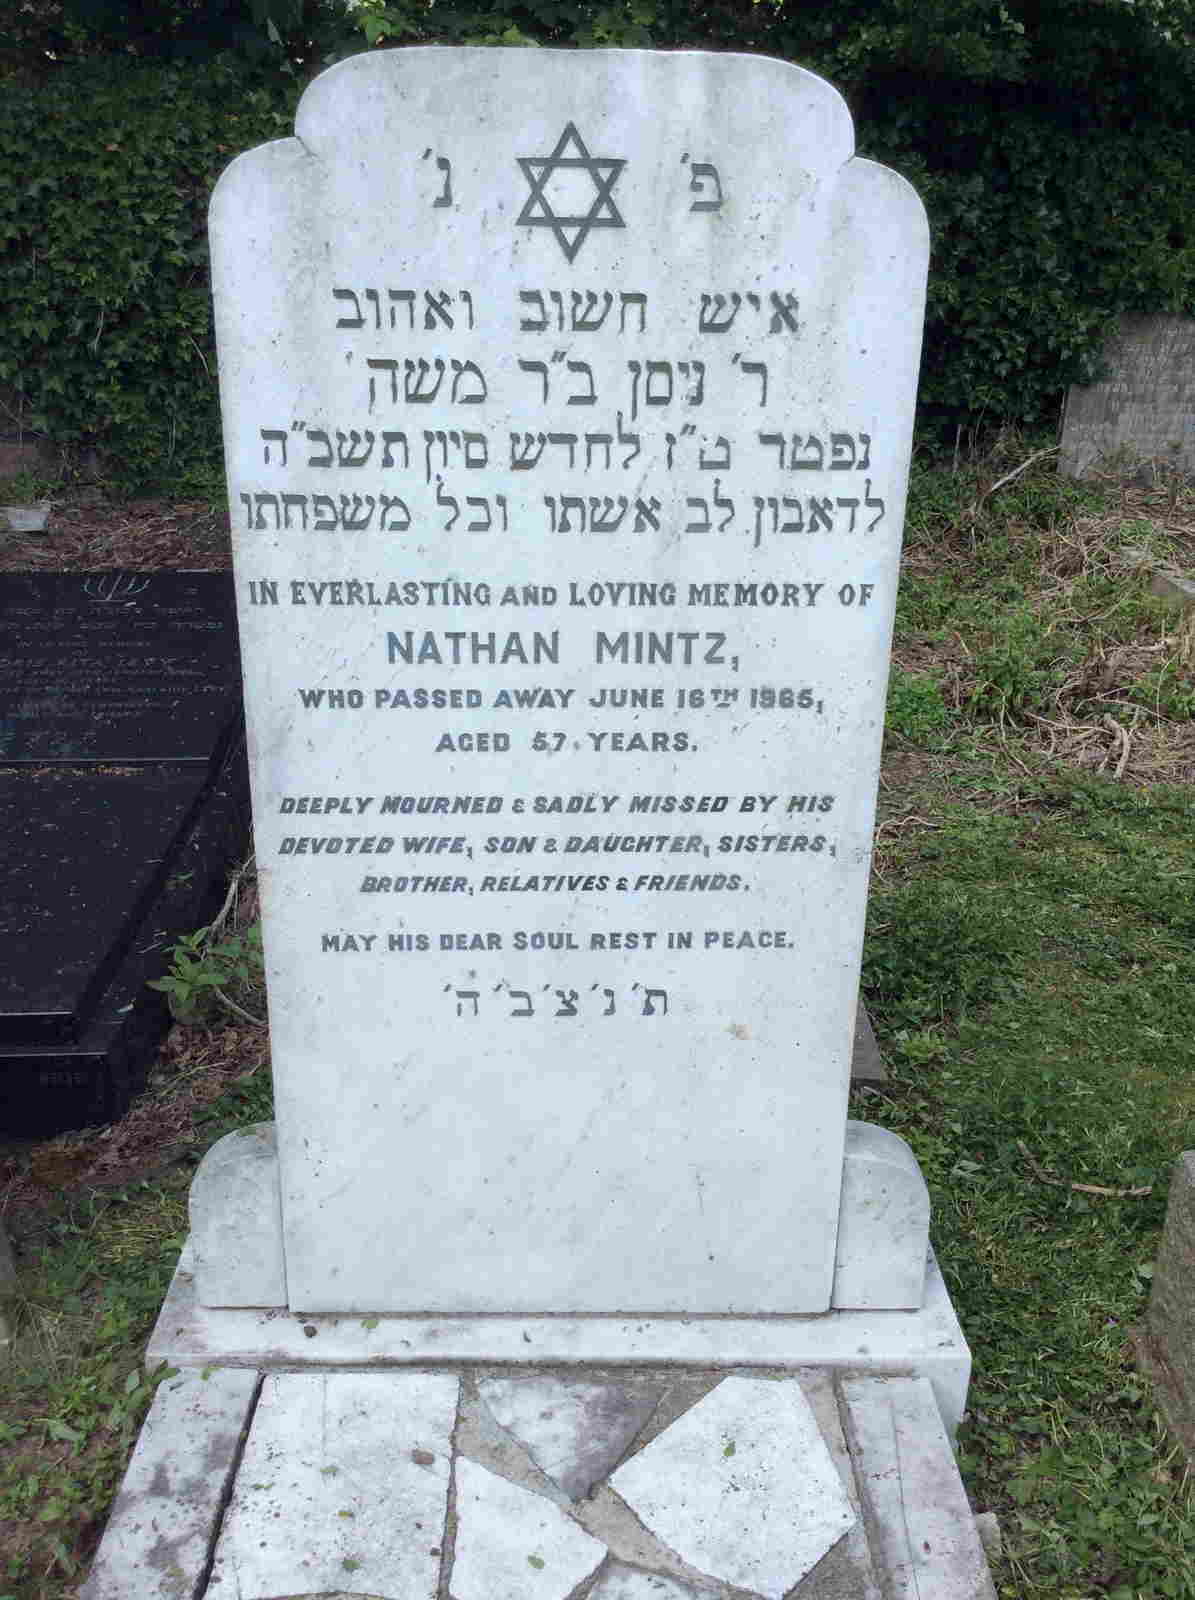 פ׳ נ׳
איש חשוב ואהוב
ר׳ ניסן ב״ר משה
נפטר ט״ז לחדש סיון תשכ״ה
לדאבון לב אשתו וכל משפחתו
IN EVERLASTING AND LOVING MEMORY OF
NATHAN MINTZ,
WHO PASSED AWAY JUNE 16TH 1965,
AGED 57 YEARS.
DEEPLY MOURNED & SADLY MISSED BY HIS
DEVOTED WIFE, SON & DAUGHTER, SISTERS,
BROTHER, RELATIVES & FRIENDS.
MAY HIS DEAR SOUL REST IN PEACE.
ת׳ נ׳ צ׳ ב׳ ה׳